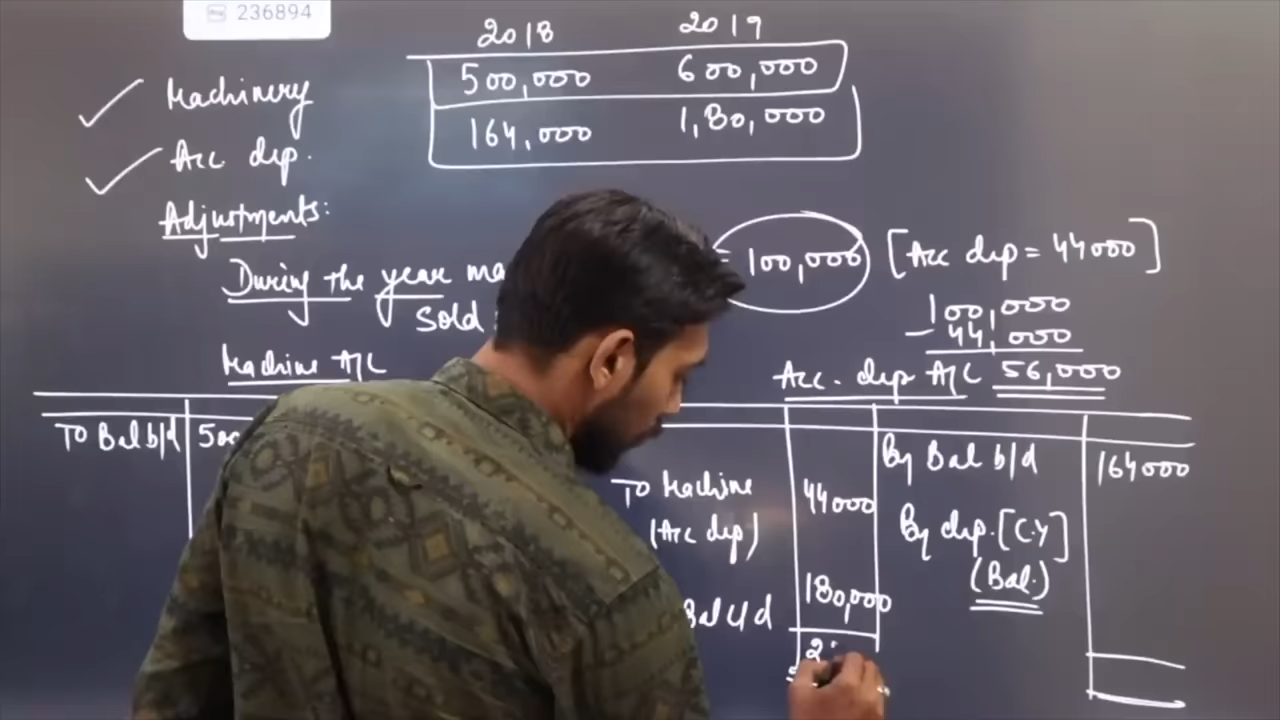 236894
2018 2019
Machinery 500,000 600,000
Acc dep. 164,000 1,80,000
Adjustments:
During the year = 100,000 [Acc dep = 44000]
Sold
100,000
- 44,000
56,000
Machine A/C
To Bal b/d
Acc. dep A/C
To Machine 44000
(Acc dep)
Bal c/d 180,000
2
By Bal b/d 164000
By dep. [C.Y]
(Bal.)